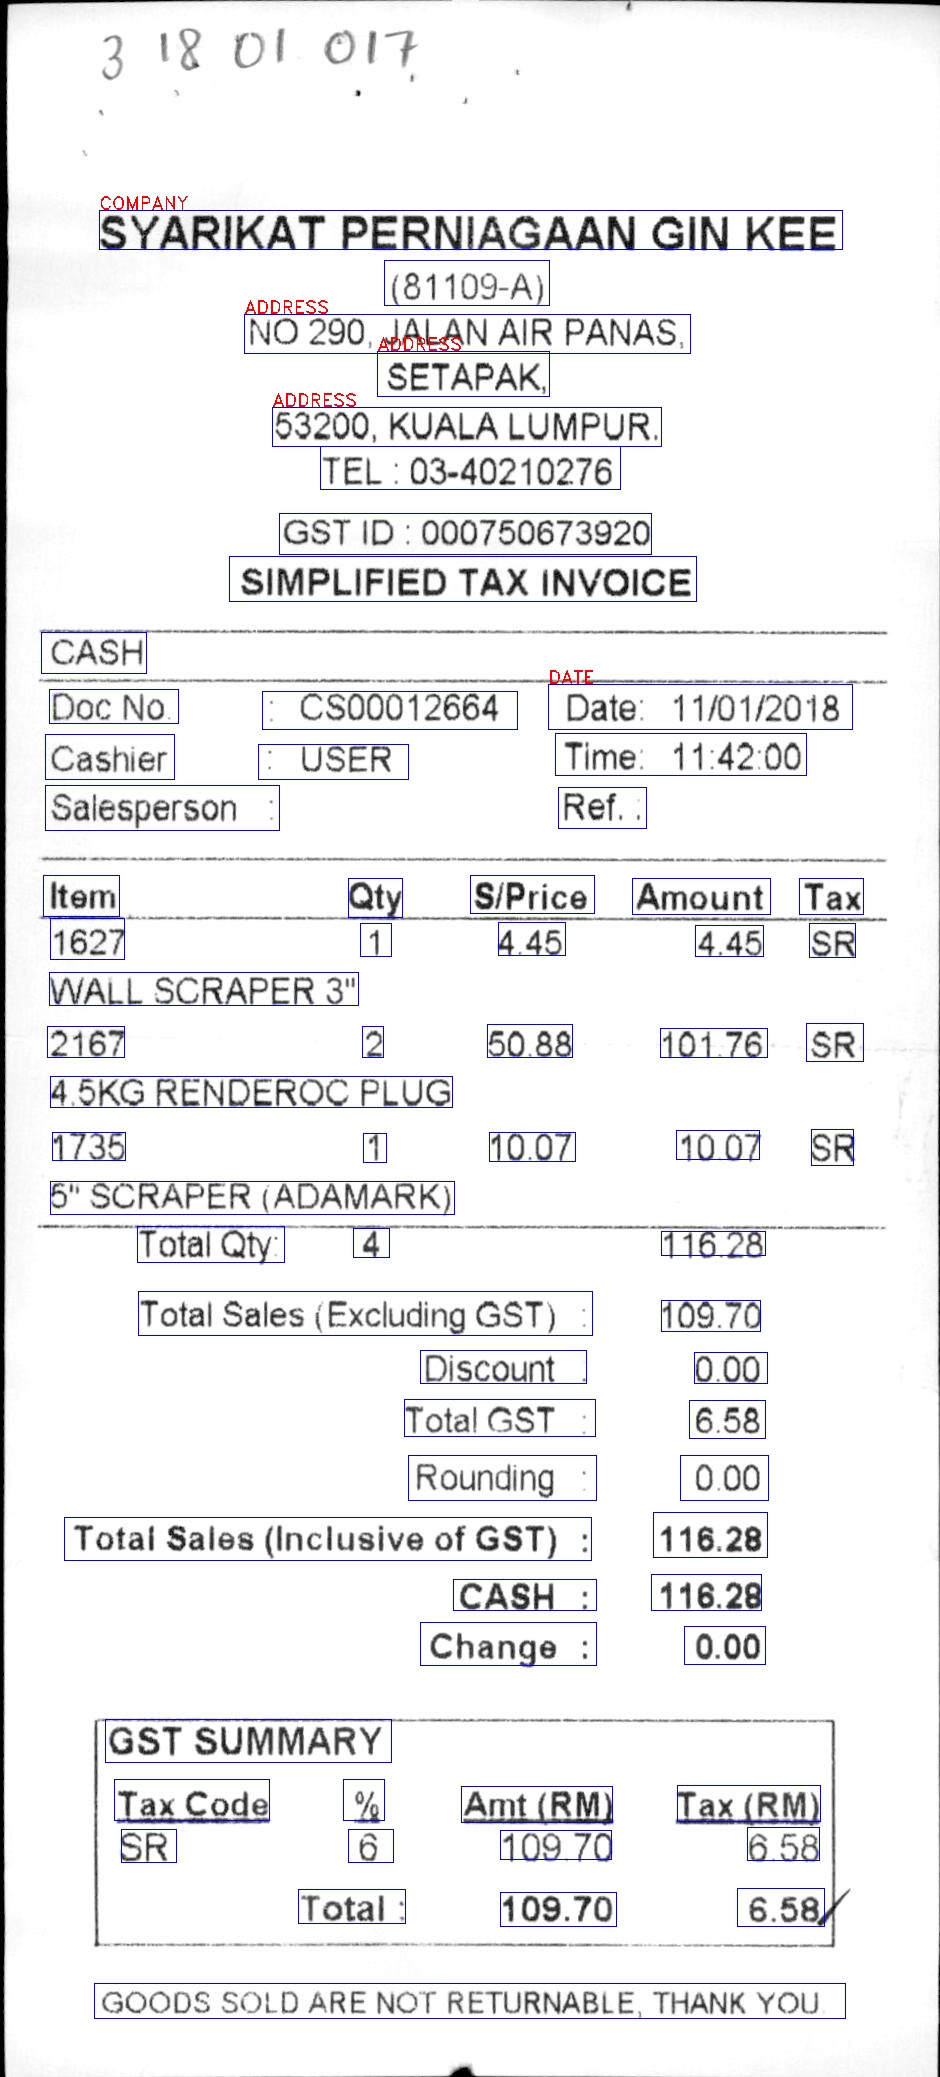 3 18 01 017
COMPANY
SYARIKAT PERNIAGAAN GIN KEE
(81109-A)
ADDRESS
NO 290, JALAN AIR PANAS,
ADDRESS
SETAPAK,
ADDRESS
53200, KUALA LUMPUR.
TEL : 03-40210276
GST ID : 000750673920
SIMPLIFIED TAX INVOICE
CASH
DATE
Doc No. : CS00012664 Date: 11/01/2018
Cashier : USER Time: 11:42:00
Salesperson : Ref. :
Item Qty S/Price Amount Tax
1627 1 4.45 4.45 SR
WALL SCRAPER 3"
2167 2 50.88 101.76 SR
4.5KG RENDEROC PLUG
1735 1 10.07 10.07 SR
5" SCRAPER (ADAMARK)
Total Qty: 4 116.28
Total Sales (Excluding GST) : 109.70
Discount : 0.00
Total GST : 6.58
Rounding : 0.00
Total Sales (Inclusive of GST) : 116.28
CASH : 116.28
Change : 0.00
GST SUMMARY
Tax Code % Amt (RM) Tax (RM)
SR 6 109.70 6.58
Total : 109.70 6.58
GOODS SOLD ARE NOT RETURNABLE, THANK YOU.